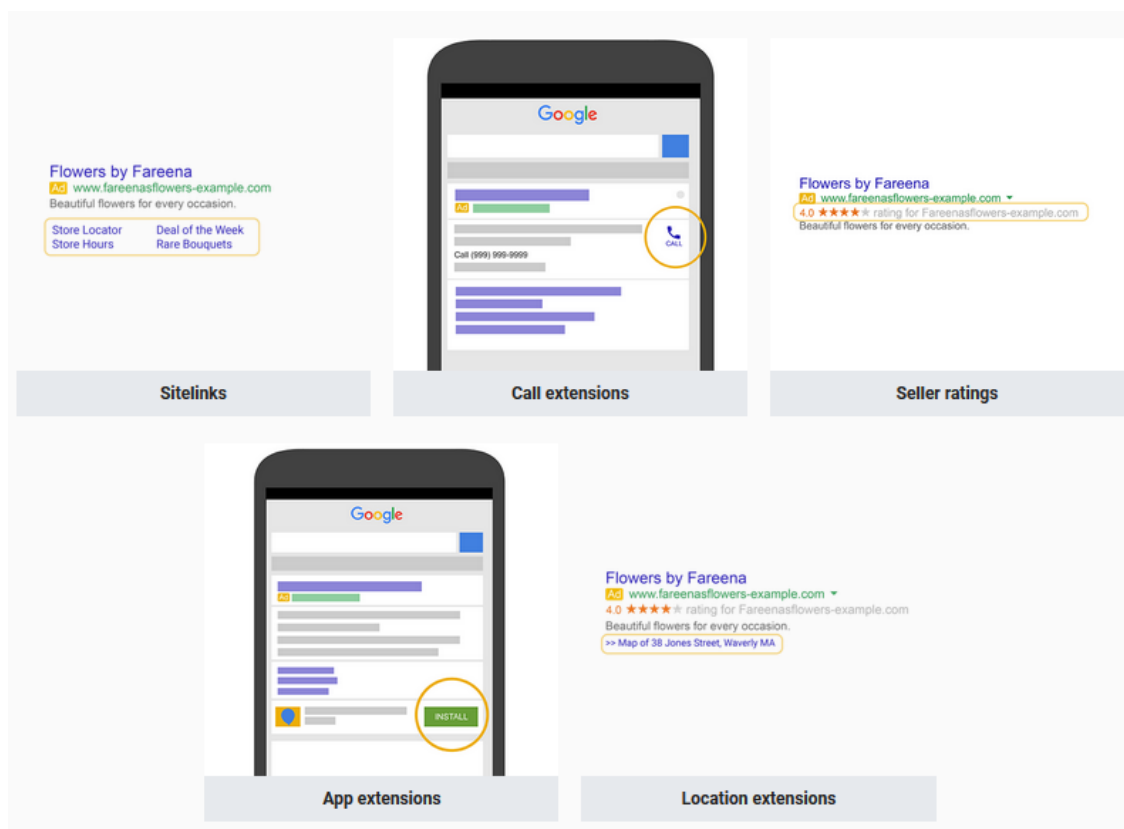 Flowers by Fareena
Ad www.fareenasflowers-example.com
Beautiful flowers for every occasion.
Store Locator Deal of the Week
Store Hours Rare Bouquets
Sitelinks
Google
Ad
CALL
Call (999) 999-9999
Call extensions
Flowers by Fareena
Ad www.fareenasflowers-example.com
4.0 ★★★★★ rating for Fareenasflowers-example.com
Beautiful flowers for every occasion.
Seller ratings
Google
Ad
INSTALL
App extensions
Flowers by Fareena
Ad www.fareenasflowers-example.com
4.0 ★★★★★ rating for Fareenasflowers-example.com
Beautiful flowers for every occasion.
>> Map of 38 Jones Street, Waverly MA
Location extensions